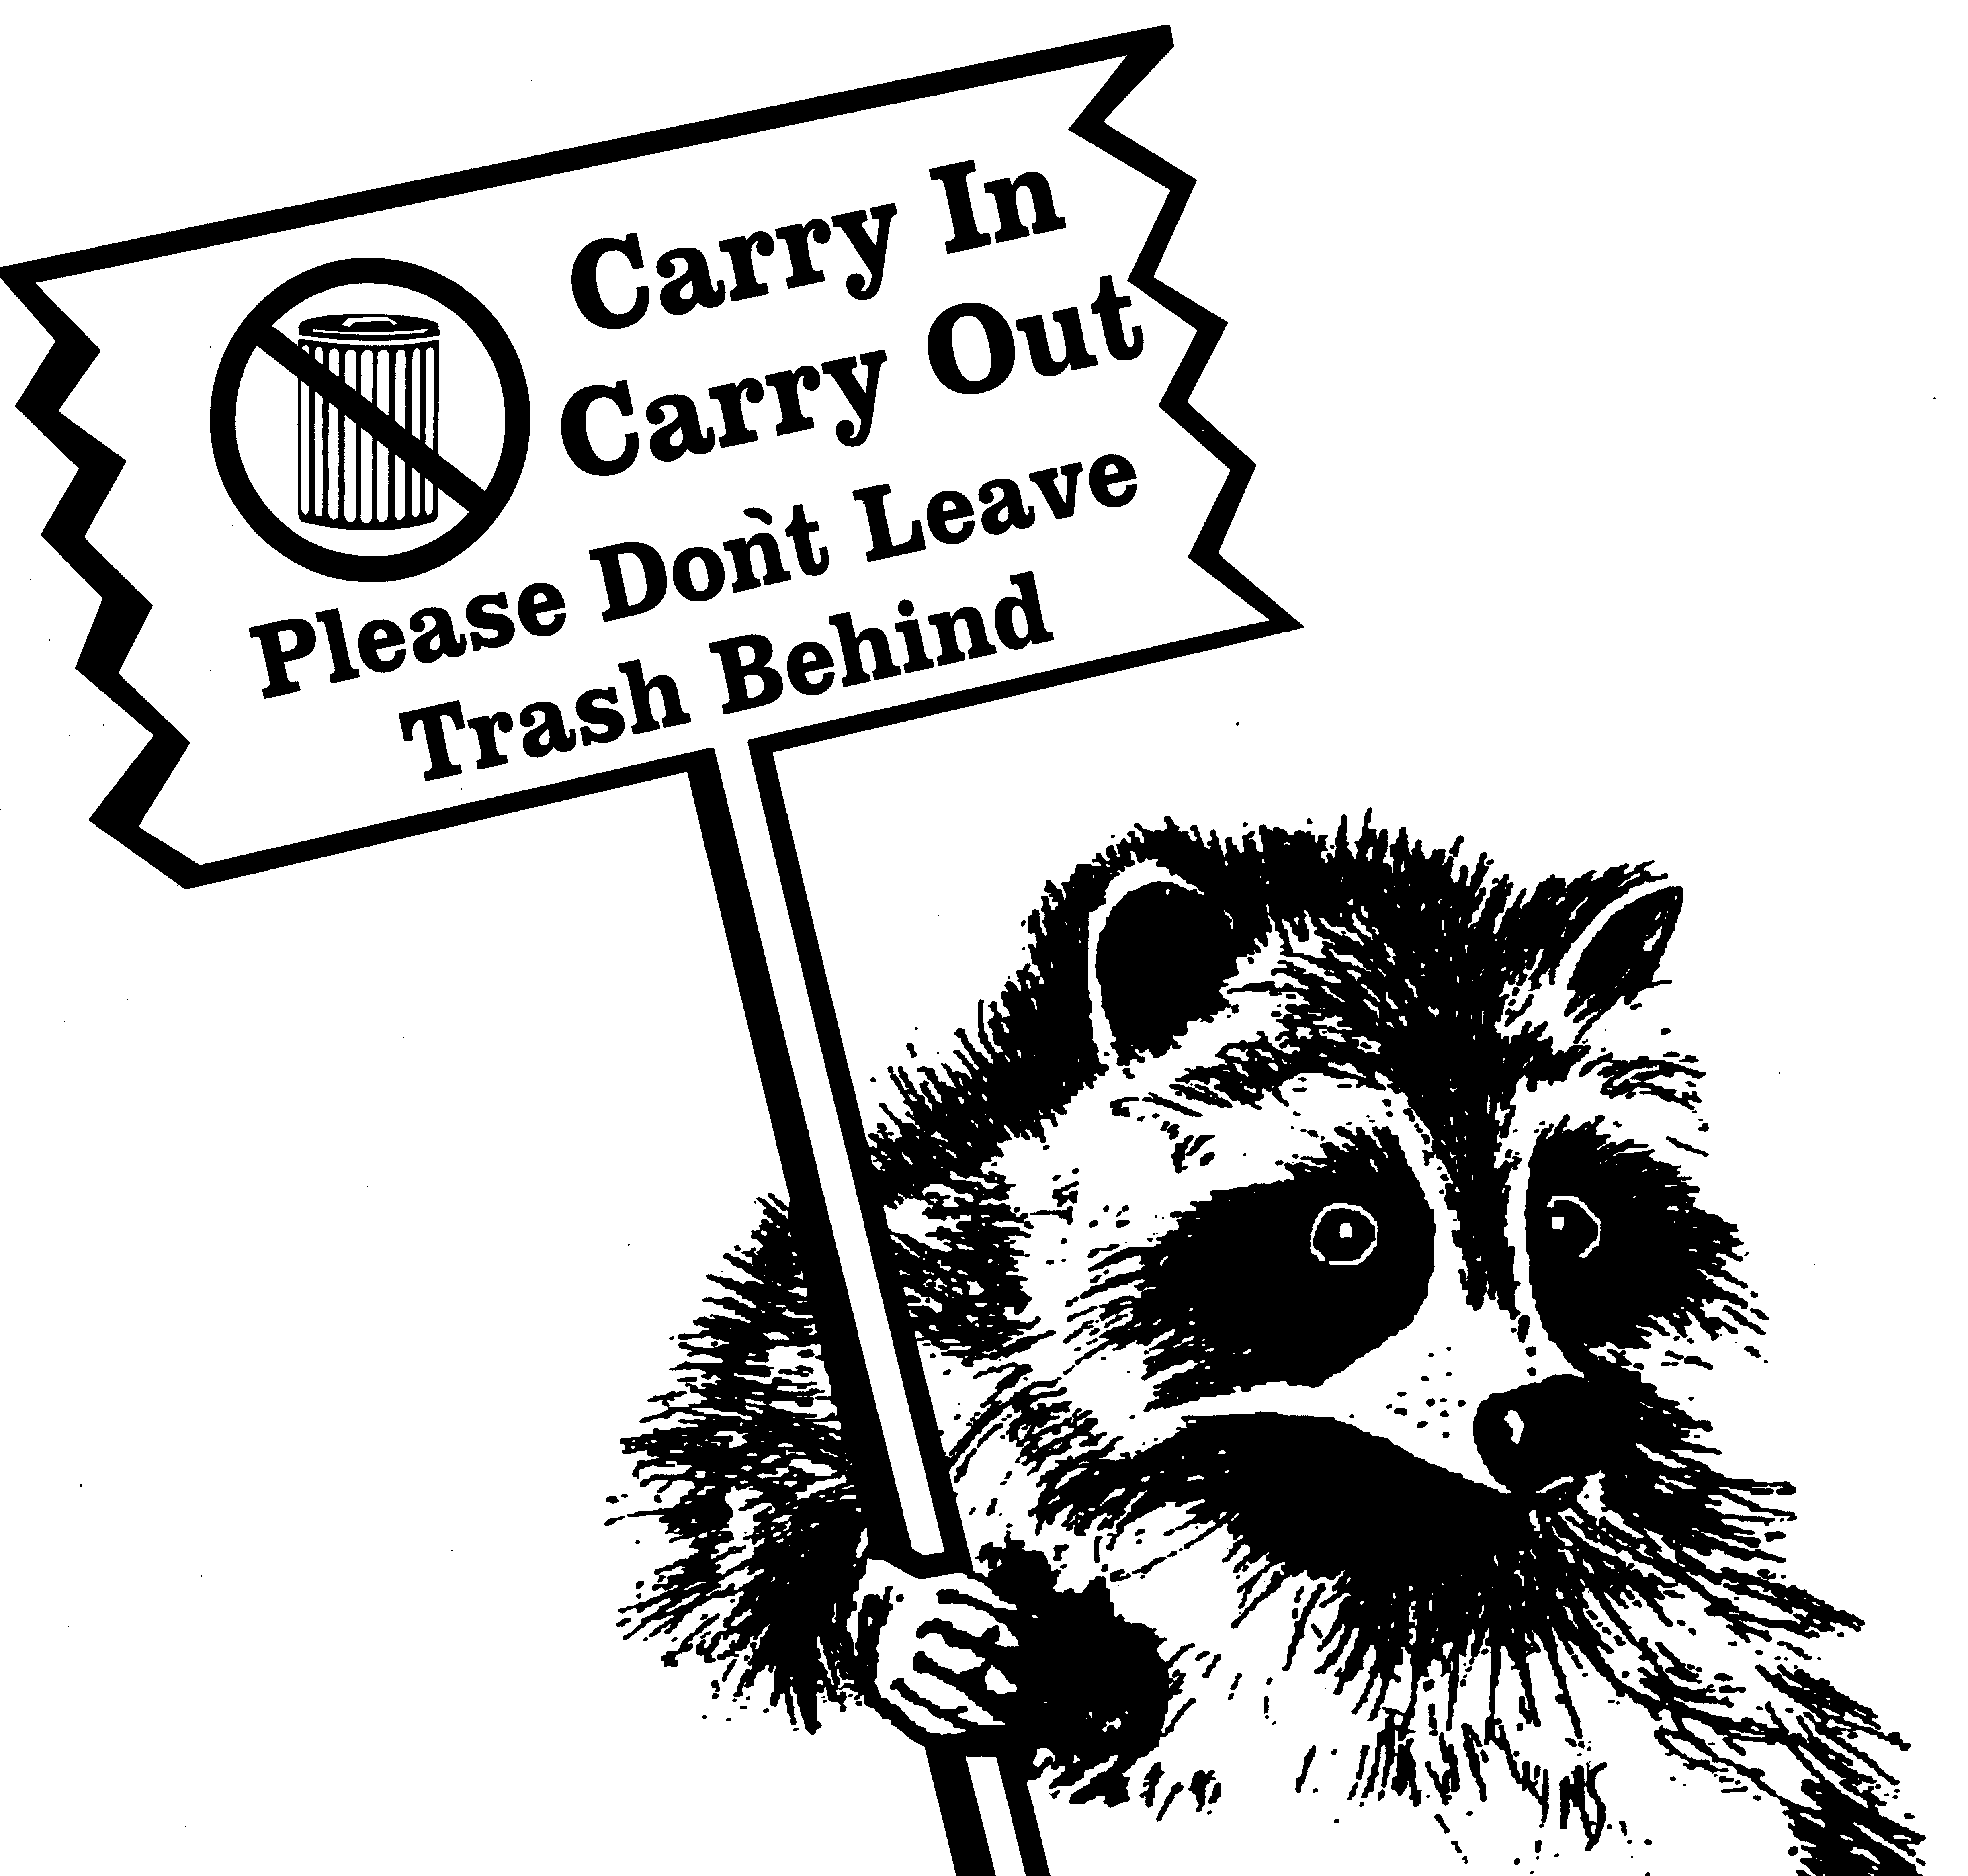 Carry In
Carry Out
Please Don't Leave
Trash Behind